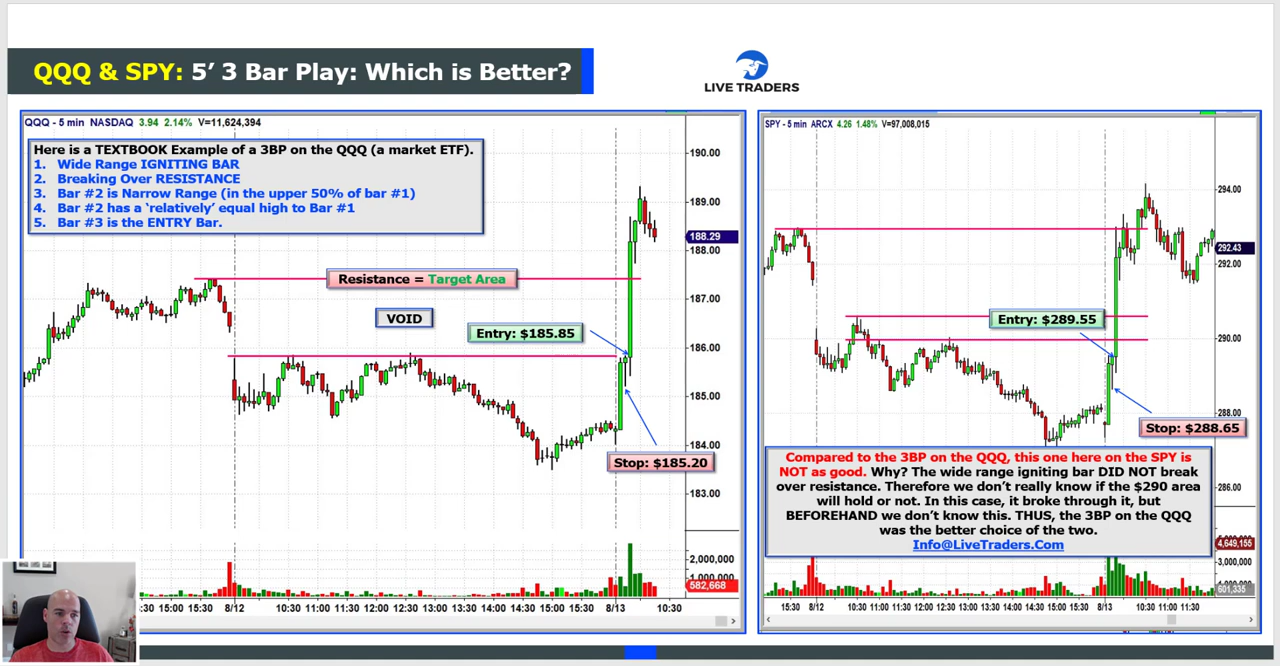 QQQ & SPY: 5’ 3 Bar Play: Which is Better?
LIVE TRADERS
QQQ - 5 min NASDAQ 3.94 2.14% V=11,624,394
Here is a TEXTBOOK Example of a 3BP on the QQQ (a market ETF).
1. Wide Range IGNITING BAR
2. Breaking Over RESISTANCE
3. Bar #2 is Narrow Range (in the upper 50% of bar #1)
4. Bar #2 has a ‘relatively’ equal high to Bar #1
5. Bar #3 is the ENTRY Bar.
Resistance = Target Area
VOID
Entry: $185.85
Stop: $185.20
190.00
189.00
188.29
188.00
187.00
186.00
185.00
184.00
183.00
2,000,000
1,000,000
582,668
:30 15:00 15:30 8/12 10:30 11:00 11:30 12:00 12:30 13:00 13:30 14:00 14:30 15:00 15:30 8/13 10:30
SPY - 5 min ARCX 4.26 1.48% V=97,008,015
Entry: $289.55
Stop: $288.65
294.00
292.43
292.00
290.00
288.00
286.00
Compared to the 3BP on the QQQ, this one here on the SPY is
NOT as good. Why? The wide range igniting bar DID NOT break
over resistance. Therefore we don’t really know if the $290 area
will hold or not. In this case, it broke through it, but
BEFOREHAND we don’t know this. THUS, the 3BP on the QQQ
was the better choice of the two.
Info@LiveTraders.Com
4,649,155
3,000,000
601,335
15:30 8/12 10:30 11:00 11:30 12:00 12:30 13:00 13:30 14:00 14:30 15:00 15:30 8/13 10:30 11:30